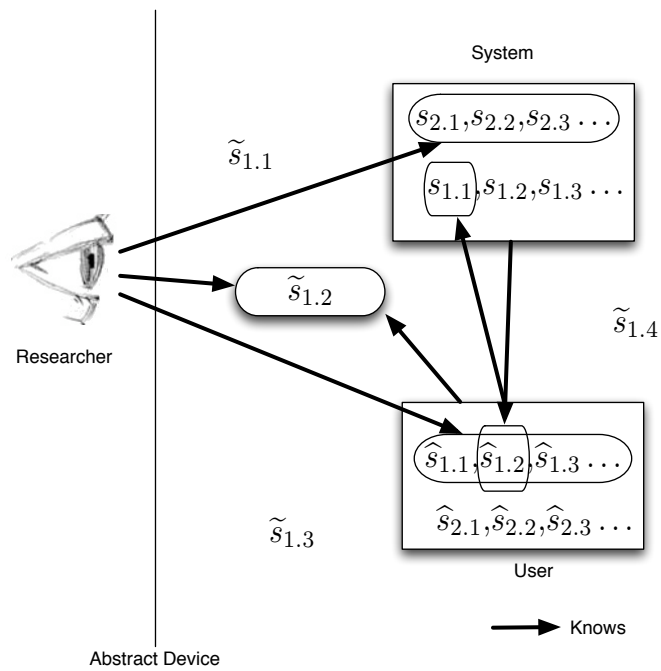 System
s₂.₁,s₂.₂,s₂.₃ …
s̃₁.₁
s₁.₁,s₁.₂,s₁.₃ …
s̃₁.₂
s̃₁.₄
Researcher
ŝ₁.₁,ŝ₁.₂,ŝ₁.₃ …
ŝ₂.₁,ŝ₂.₂,ŝ₂.₃ …
s̃₁.₃
User
Knows
Abstract Device